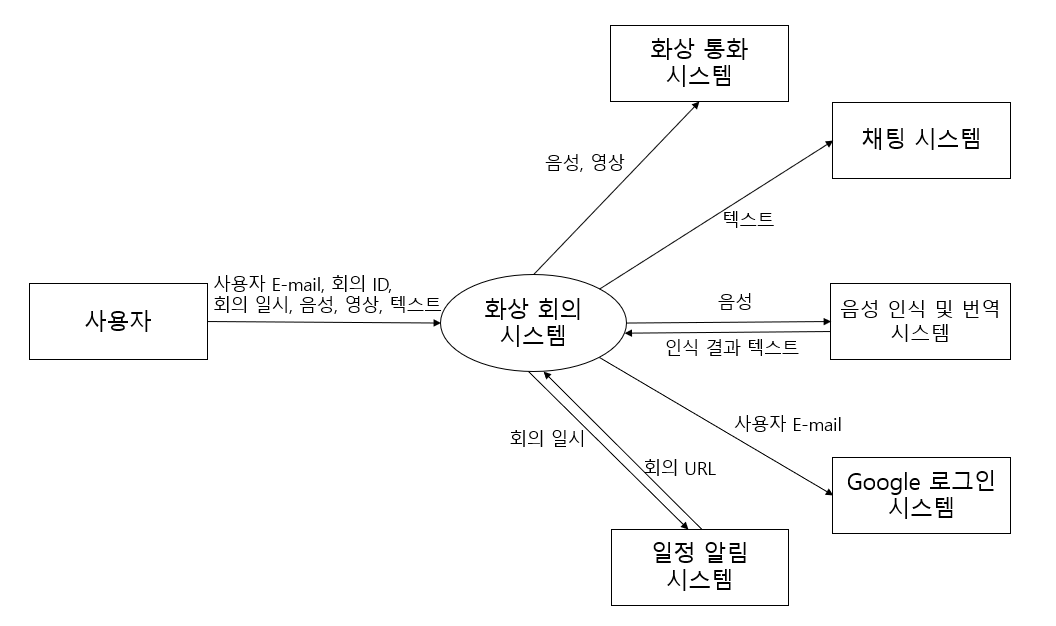 화상 통화
시스템
채팅 시스템
음성, 영상
텍스트
사용자 E-mail, 회의 ID,
회의 일시, 음성, 영상, 텍스트
사용자
화상 회의
시스템
음성
인식 결과 텍스트
음성 인식 및 번역
시스템
회의 일시
회의 URL
사용자 E-mail
Google 로그인
시스템
일정 알림
시스템